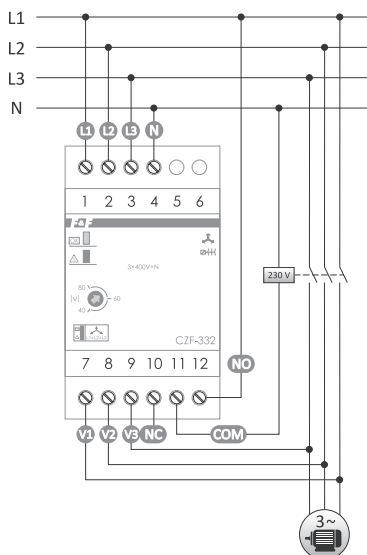 L1
L2
L3
N
L1 L2 L3 N
1 2 3 4 5 6
F&F
3×400V+N
80
[V] 60
40
CZF-332
230 V
7 8 9 10 11 12
NO
V1 V2 V3 NC COM
3~